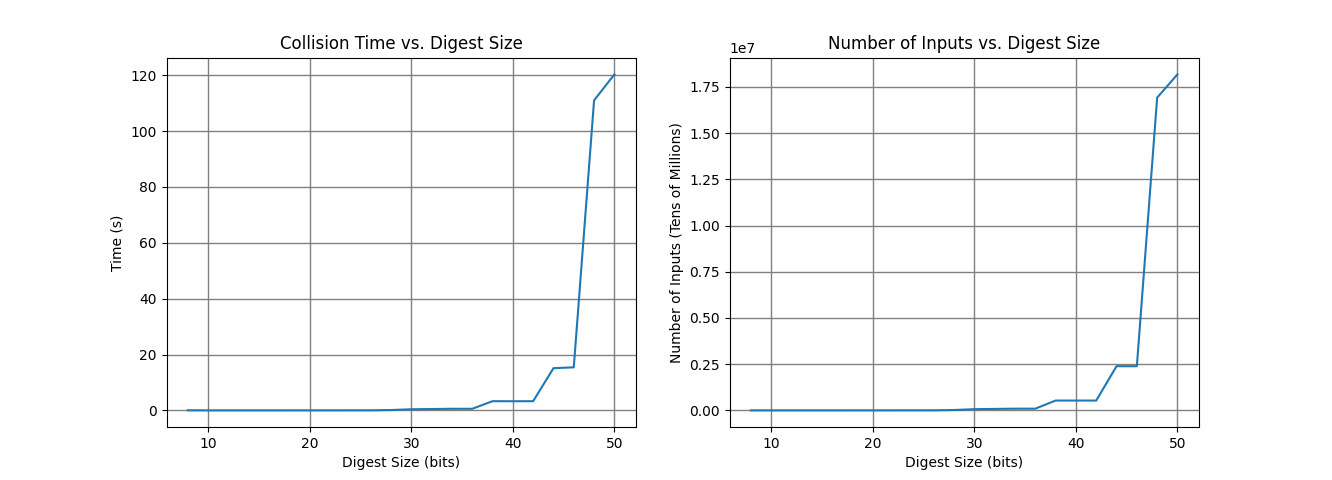 Collision Time vs. Digest Size
120
100
80
60
40
20
0
Time (s)
10 20 30 40 50
Digest Size (bits)
Number of Inputs vs. Digest Size
1e7
1.75
1.50
1.25
1.00
0.75
0.50
0.25
0.00
Number of Inputs (Tens of Millions)
10 20 30 40 50
Digest Size (bits)